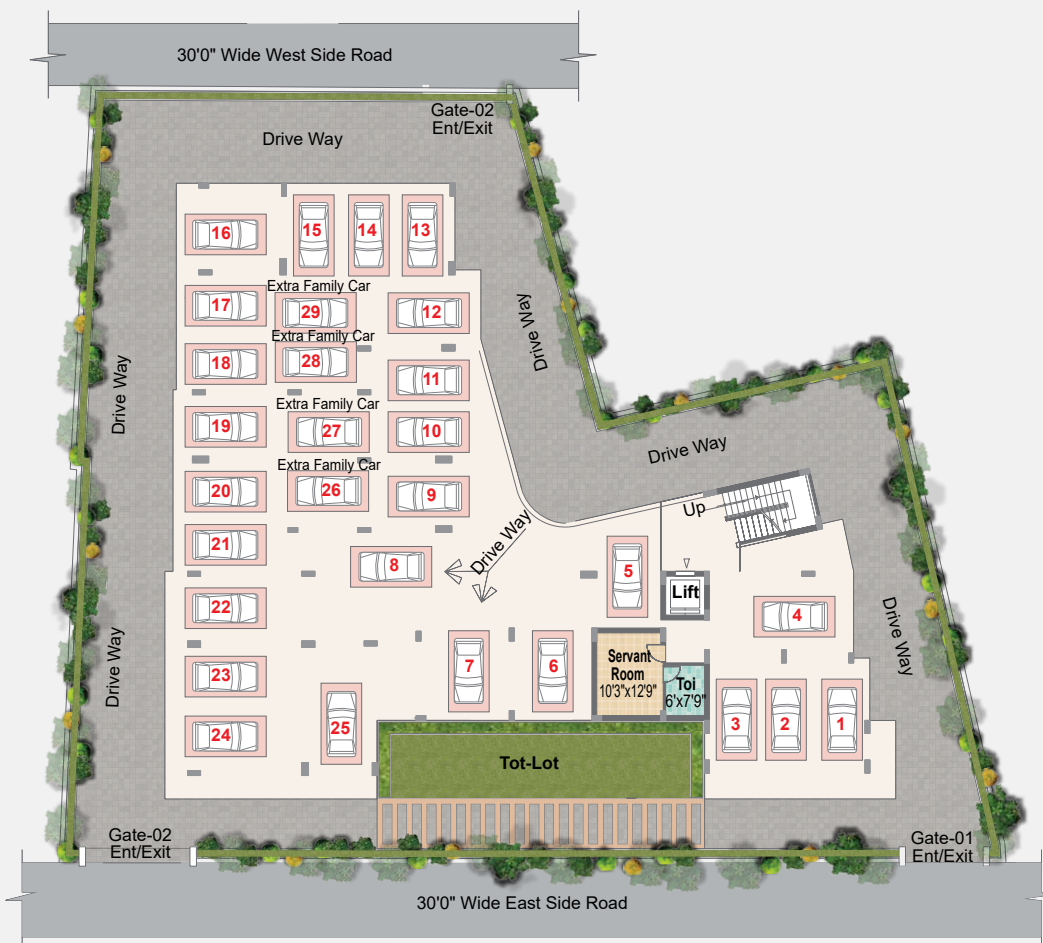 30'0" Wide West Side Road
Gate-02
Ent/Exit
Drive Way
16
15
14
13
Extra Family Car
17
29
12
Drive Way
Extra Family Car
18
28
11
Drive Way
Extra Family Car
19
27
10
Drive Way
Extra Family Car
20
26
9
Up
21
Drive Way
8
5
Lift
22
4
Drive Way
Drive Way
23
7
6
Servant
Room
10'3"x12'9"
Toi
6'x7'9"
24
25
3
2
1
Tot-Lot
Gate-02
Ent/Exit
Gate-01
Ent/Exit
30'0" Wide East Side Road